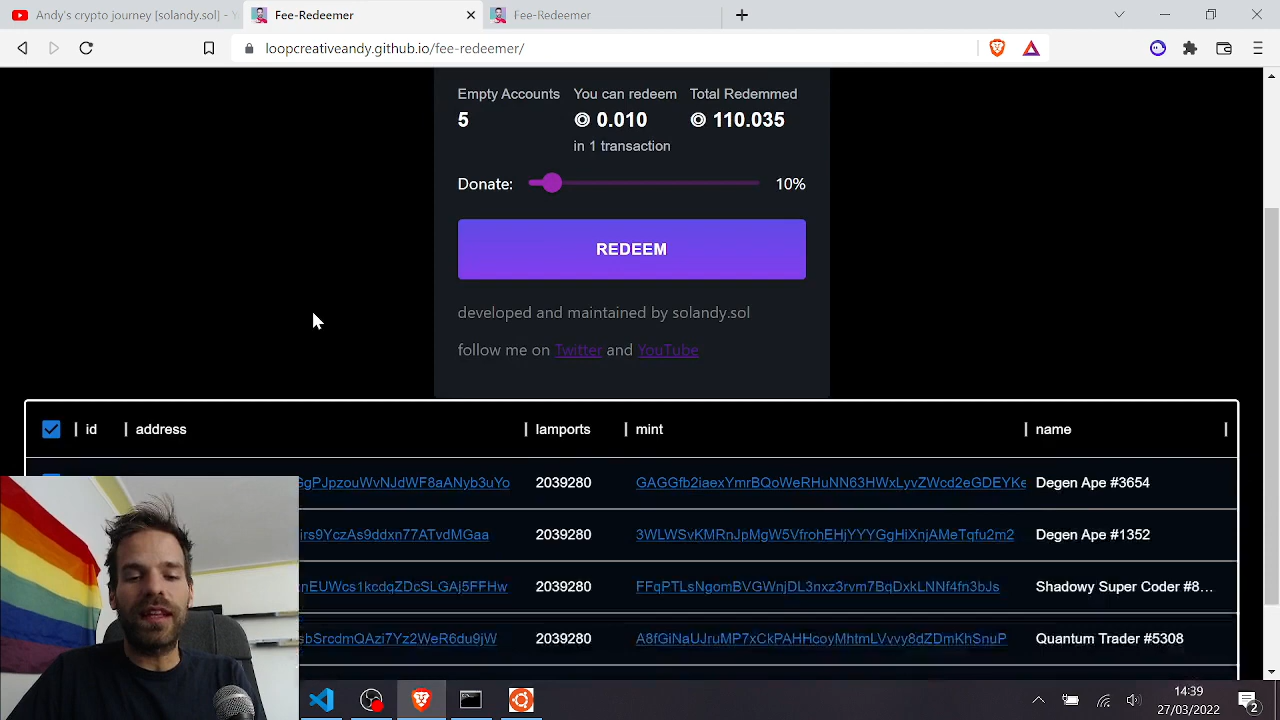 Andy's crypto journey [solandy.sol] - Y
Fee-Redeemer
Fee-Redeemer
loopcreativeandy.github.io/fee-redeemer/
Empty Accounts
You can redeem
Total Redemmed
5
0.010
110.035
in 1 transaction
Donate:
10%
REDEEM
developed and maintained by solandy.sol
follow me on Twitter and YouTube
id
address
lamports
mint
name
GgPJpzouWvNJdWF8aANyb3uYo
2039280
GAGGfb2iaexYmrBQoWeRHuNN63HWxLyvZWcd2eGDEYKe
Degen Ape #3654
irs9YczAs9ddxn77ATvdMGaa
2039280
3WLWSvKMRnJpMgW5VfrohEHjYYYGgHiXnjAMeTqfu2m2
Degen Ape #1352
nEUWcs1kcdqZDcSLGAj5FFHw
2039280
FFqPTLsNgomBVGWnjDL3nxz3rvm7BqDxkLNNf4fn3bJs
Shadowy Super Coder #8...
sbSrcdmQAzi7Yz2WeR6du9jW
2039280
A8fGiNaUJruMP7xCkPAHHcoyMhtmLVvvy8dZDmKhSnuP
Quantum Trader #5308
14:39
27/03/2022
2